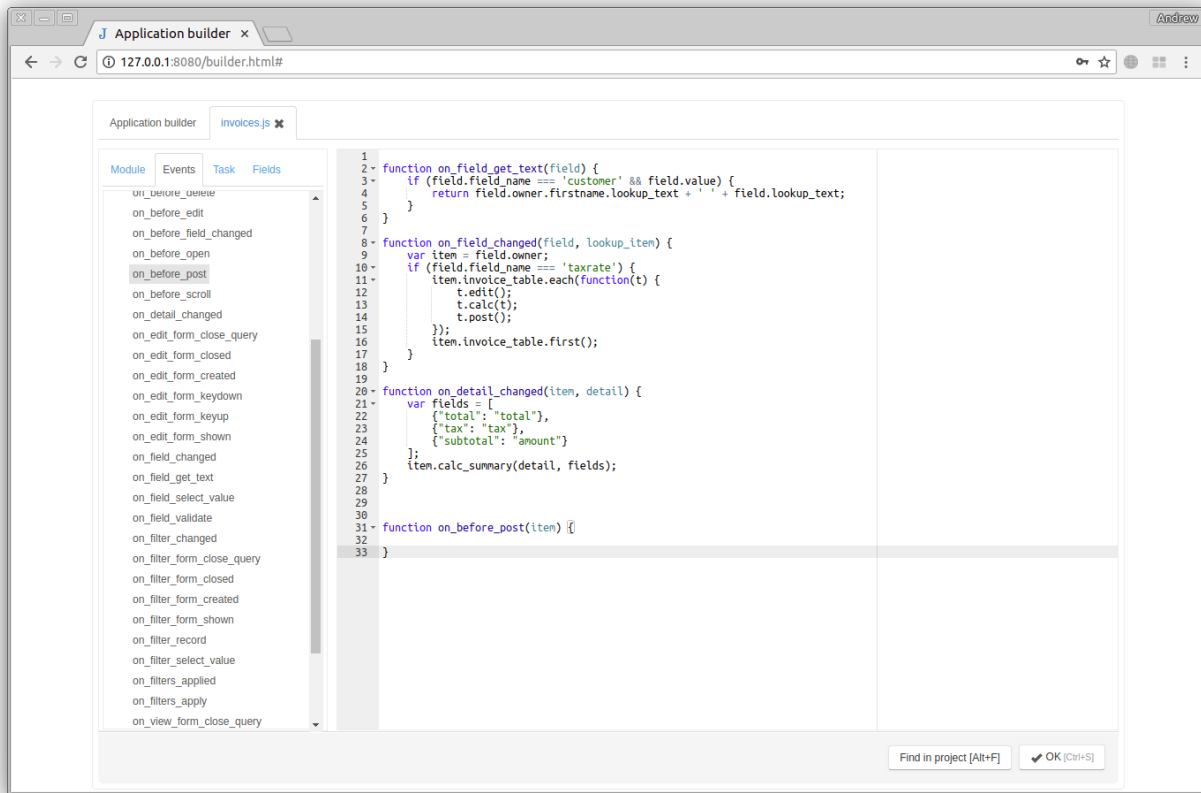 Andrew
J Application builder ×
127.0.0.1:8080/builder.html#
Application builder
invoices.js ✖
Module Events Task Fields
on_before_delete
on_before_edit
on_before_field_changed
on_before_open
on_before_post
on_before_scroll
on_detail_changed
on_edit_form_close_query
on_edit_form_closed
on_edit_form_created
on_edit_form_keydown
on_edit_form_keyup
on_edit_form_shown
on_field_changed
on_field_get_text
on_field_select_value
on_field_validate
on_filter_changed
on_filter_form_close_query
on_filter_form_closed
on_filter_form_created
on_filter_form_shown
on_filter_record
on_filter_select_value
on_filters_applied
on_filters_apply
on_view_form_close_query
1
2 function on_field_get_text(field) {
3     if (field.field_name === 'customer' && field.value) {
4         return field.owner.firstname.lookup_text + ' ' + field.lookup_text;
5     }
6 }
7
8 function on_field_changed(field, lookup_item) {
9     var item = field.owner;
10     if (field.field_name === 'taxrate') {
11         item.invoice_table.each(function(t) {
12             t.edit();
13             t.calc(t);
14             t.post();
15         });
16         item.invoice_table.first();
17     }
18 }
19
20 function on_detail_changed(item, detail) {
21     var fields = [
22         {"total": "total"},
23         {"tax": "tax"},
24         {"subtotal": "amount"}
25     ];
26     item.calc_summary(detail, fields);
27 }
28
29
30
31 function on_before_post(item) {
32
33 }
Find in project [Alt+F]
OK [Ctrl+S]